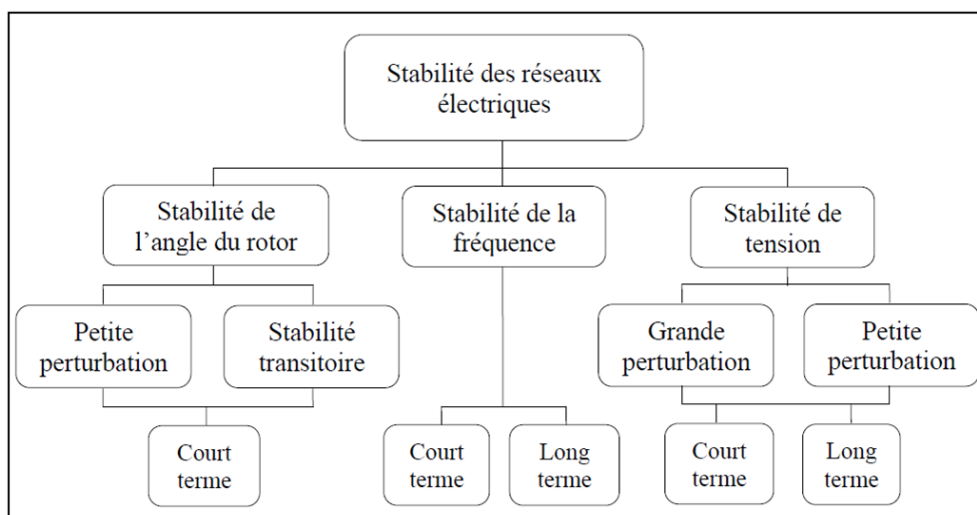 Stabilité des réseaux
électriques
Stabilité de
l'angle du rotor
Stabilité de la
fréquence
Stabilité de
tension
Petite
perturbation
Stabilité
transitoire
Grande
perturbation
Petite
perturbation
Court
terme
Court
terme
Long
terme
Court
terme
Long
terme